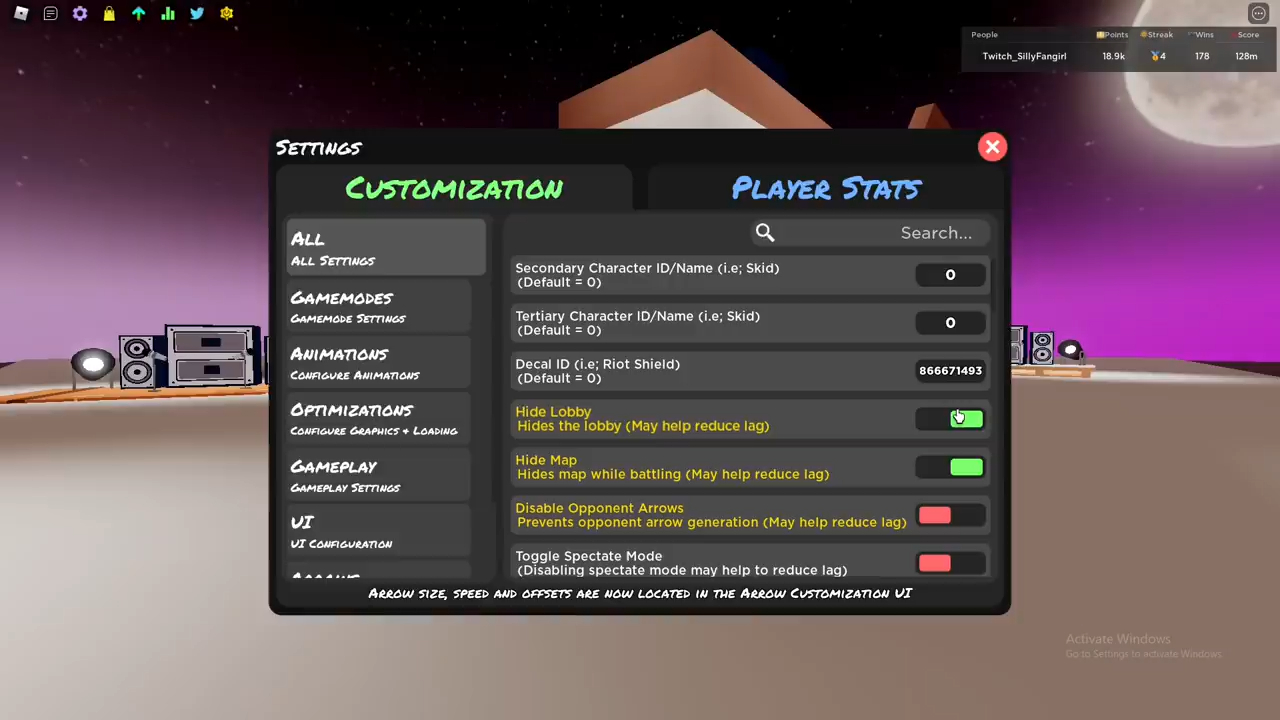 People Points Streak Wins Score
Twitch_SillyFangirl 18.9k 4 178 128m
Settings
Customization Player Stats
Search...
All
All Settings
Gamemodes
Gamemode Settings
Animations
Configure Animations
Optimizations
Configure Graphics & Loading
Gameplay
Gameplay Settings
UI
UI Configuration
Secondary Character ID/Name (i.e; Skid)
(Default = 0)
0
Tertiary Character ID/Name (i.e; Skid)
(Default = 0)
0
Decal ID (i.e; Riot Shield)
(Default = 0)
866671493
Hide Lobby
Hides the lobby (May help reduce lag)
Hide Map
Hides map while battling (May help reduce lag)
Disable Opponent Arrows
Prevents opponent arrow generation (May help reduce lag)
Toggle Spectate Mode
(Disabling spectate mode may help to reduce lag)
Arrow size, speed and offsets are now located in the Arrow Customization UI
Activate Windows
Go to Settings to activate Windows.